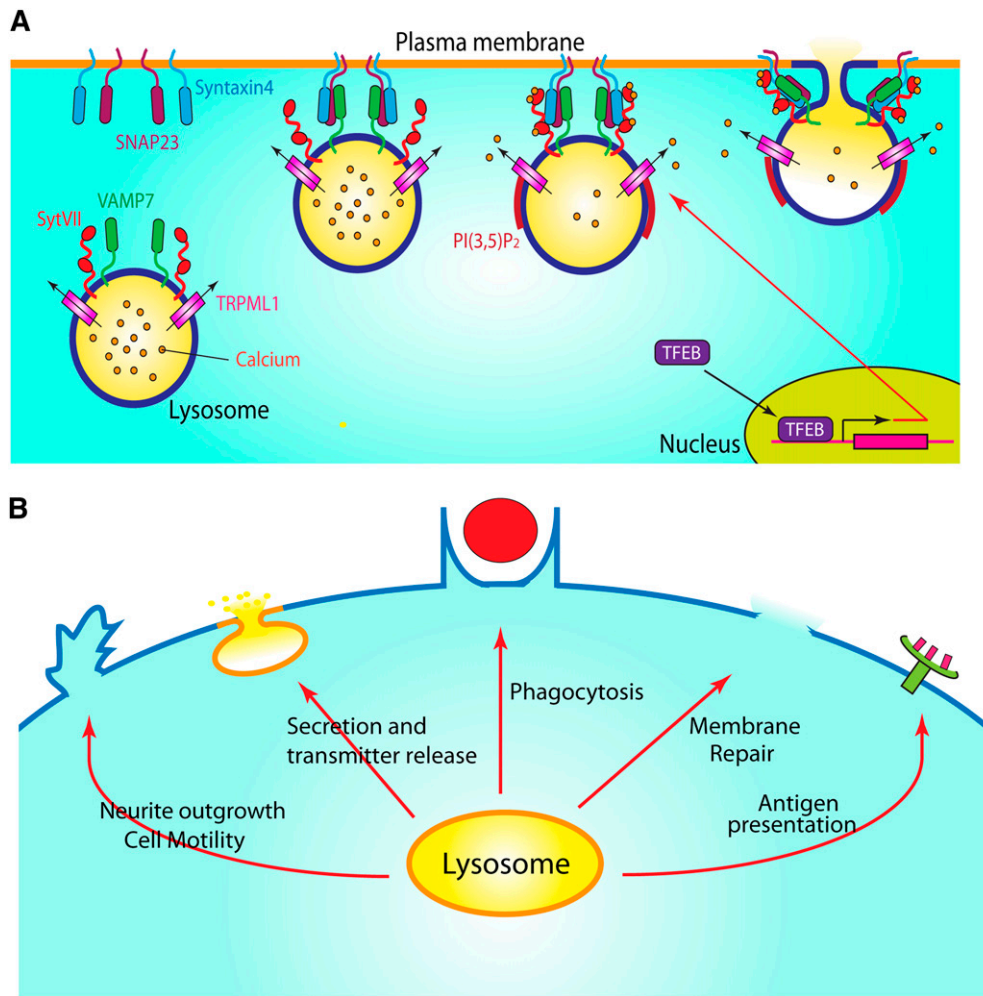 A
Plasma membrane
Syntaxin4
SNAP23
VAMP7
SytVII
PI(3,5)P₂
TRPML1
Calcium
Lysosome
TFEB
TFEB
Nucleus
B
Phagocytosis
Secretion and
transmitter release
Membrane
Repair
Neurite outgrowth
Cell Motility
Antigen
presentation
Lysosome